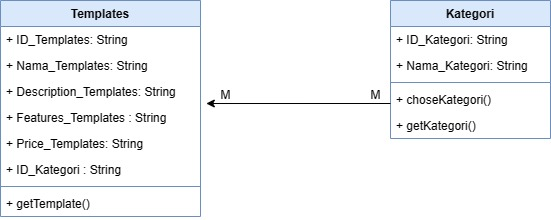 Templates
+ ID_Templates: String
+ Nama_Templates: String
+ Description_Templates: String
+ Features_Templates : String
+ Price_Templates: String
+ ID_Kategori : String
+ getTemplate()
M
M
Kategori
+ ID_Kategori: String
+ Nama_Kategori: String
+ choseKategori()
+ getKategori()